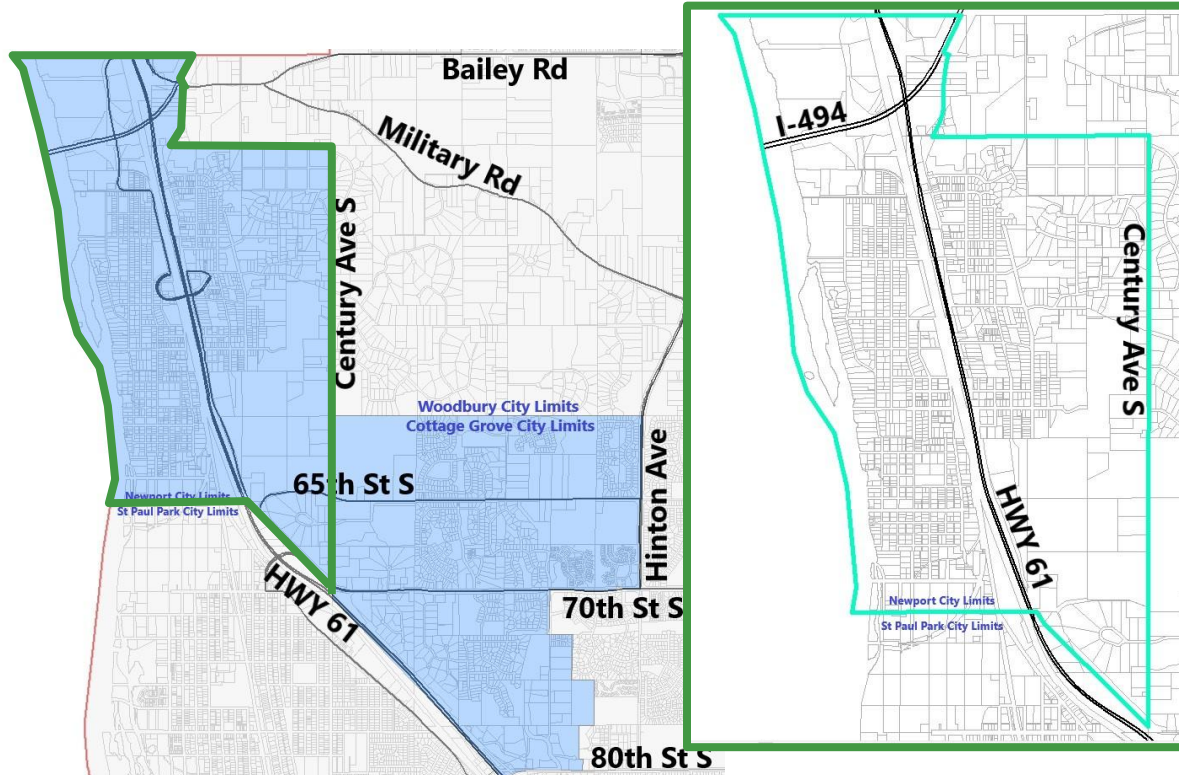 Bailey Rd
Military Rd
Century Ave S
Woodbury City Limits
Cottage Grove City Limits
65th St S
Newport City Limits
St Paul Park City Limits
Hinton Ave
HWY 61
70th St S
80th St S
I-494
Century Ave S
HWY 61
Newport City Limits
St Paul Park City Limits